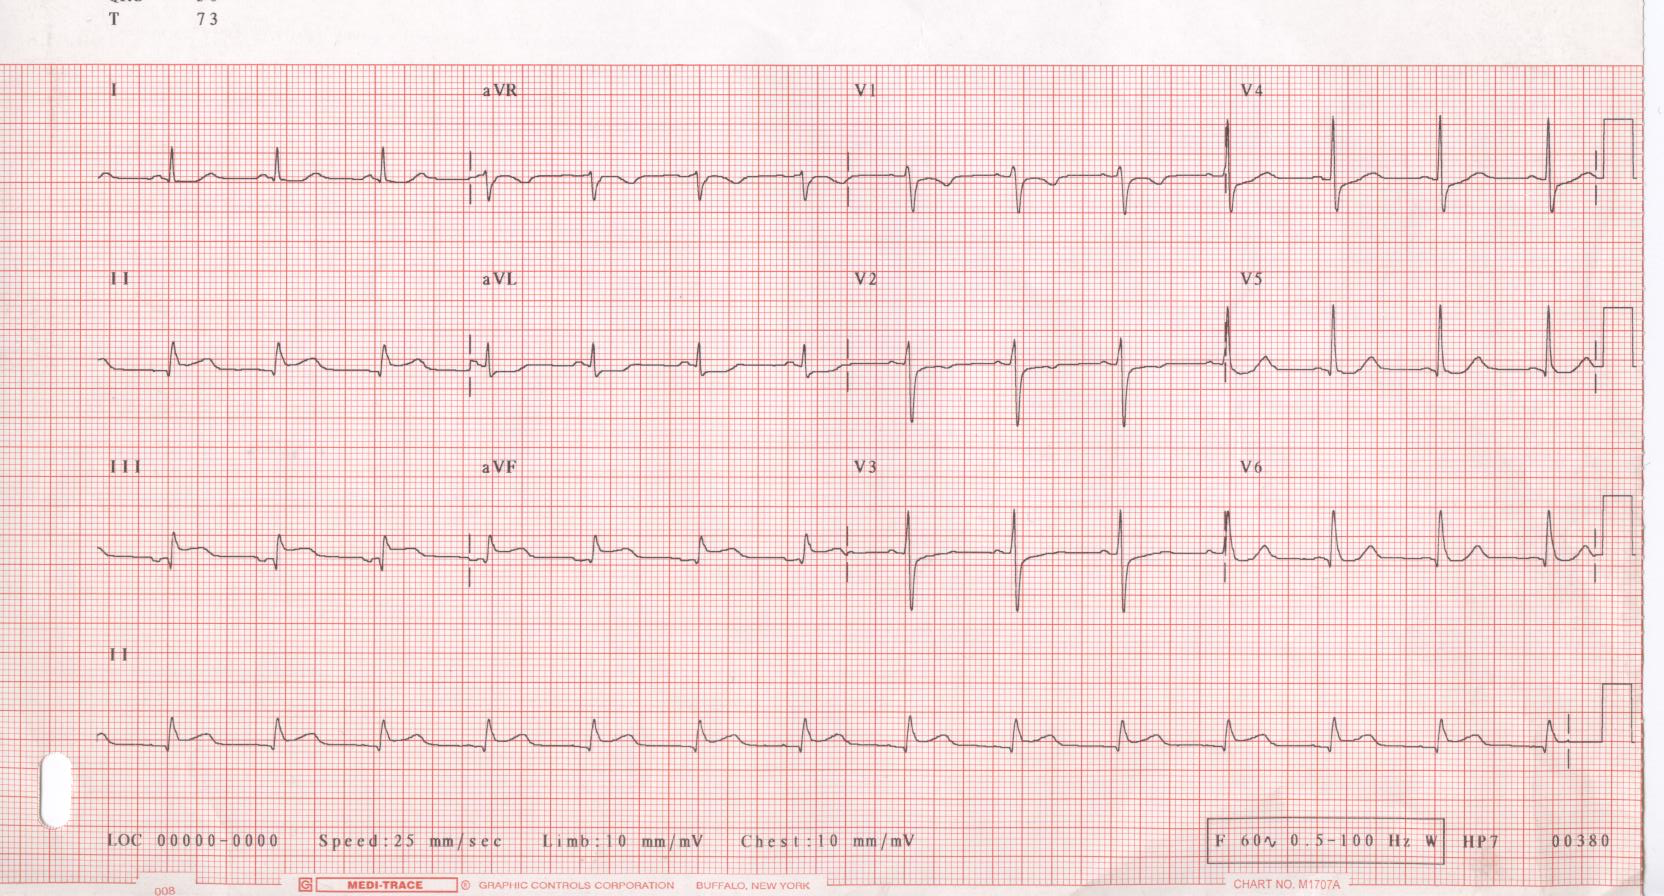 T 73
I aVR V1 V4
II aVL V2 V5
III aVF V3 V6
II
LOC 00000-0000 Speed:25 mm/sec Limb:10 mm/mV Chest:10 mm/mV F 60∿ 0.5-100 Hz W HP7 00380
008 G MEDI-TRACE ® GRAPHIC CONTROLS CORPORATION BUFFALO, NEW YORK CHART NO. M1707A